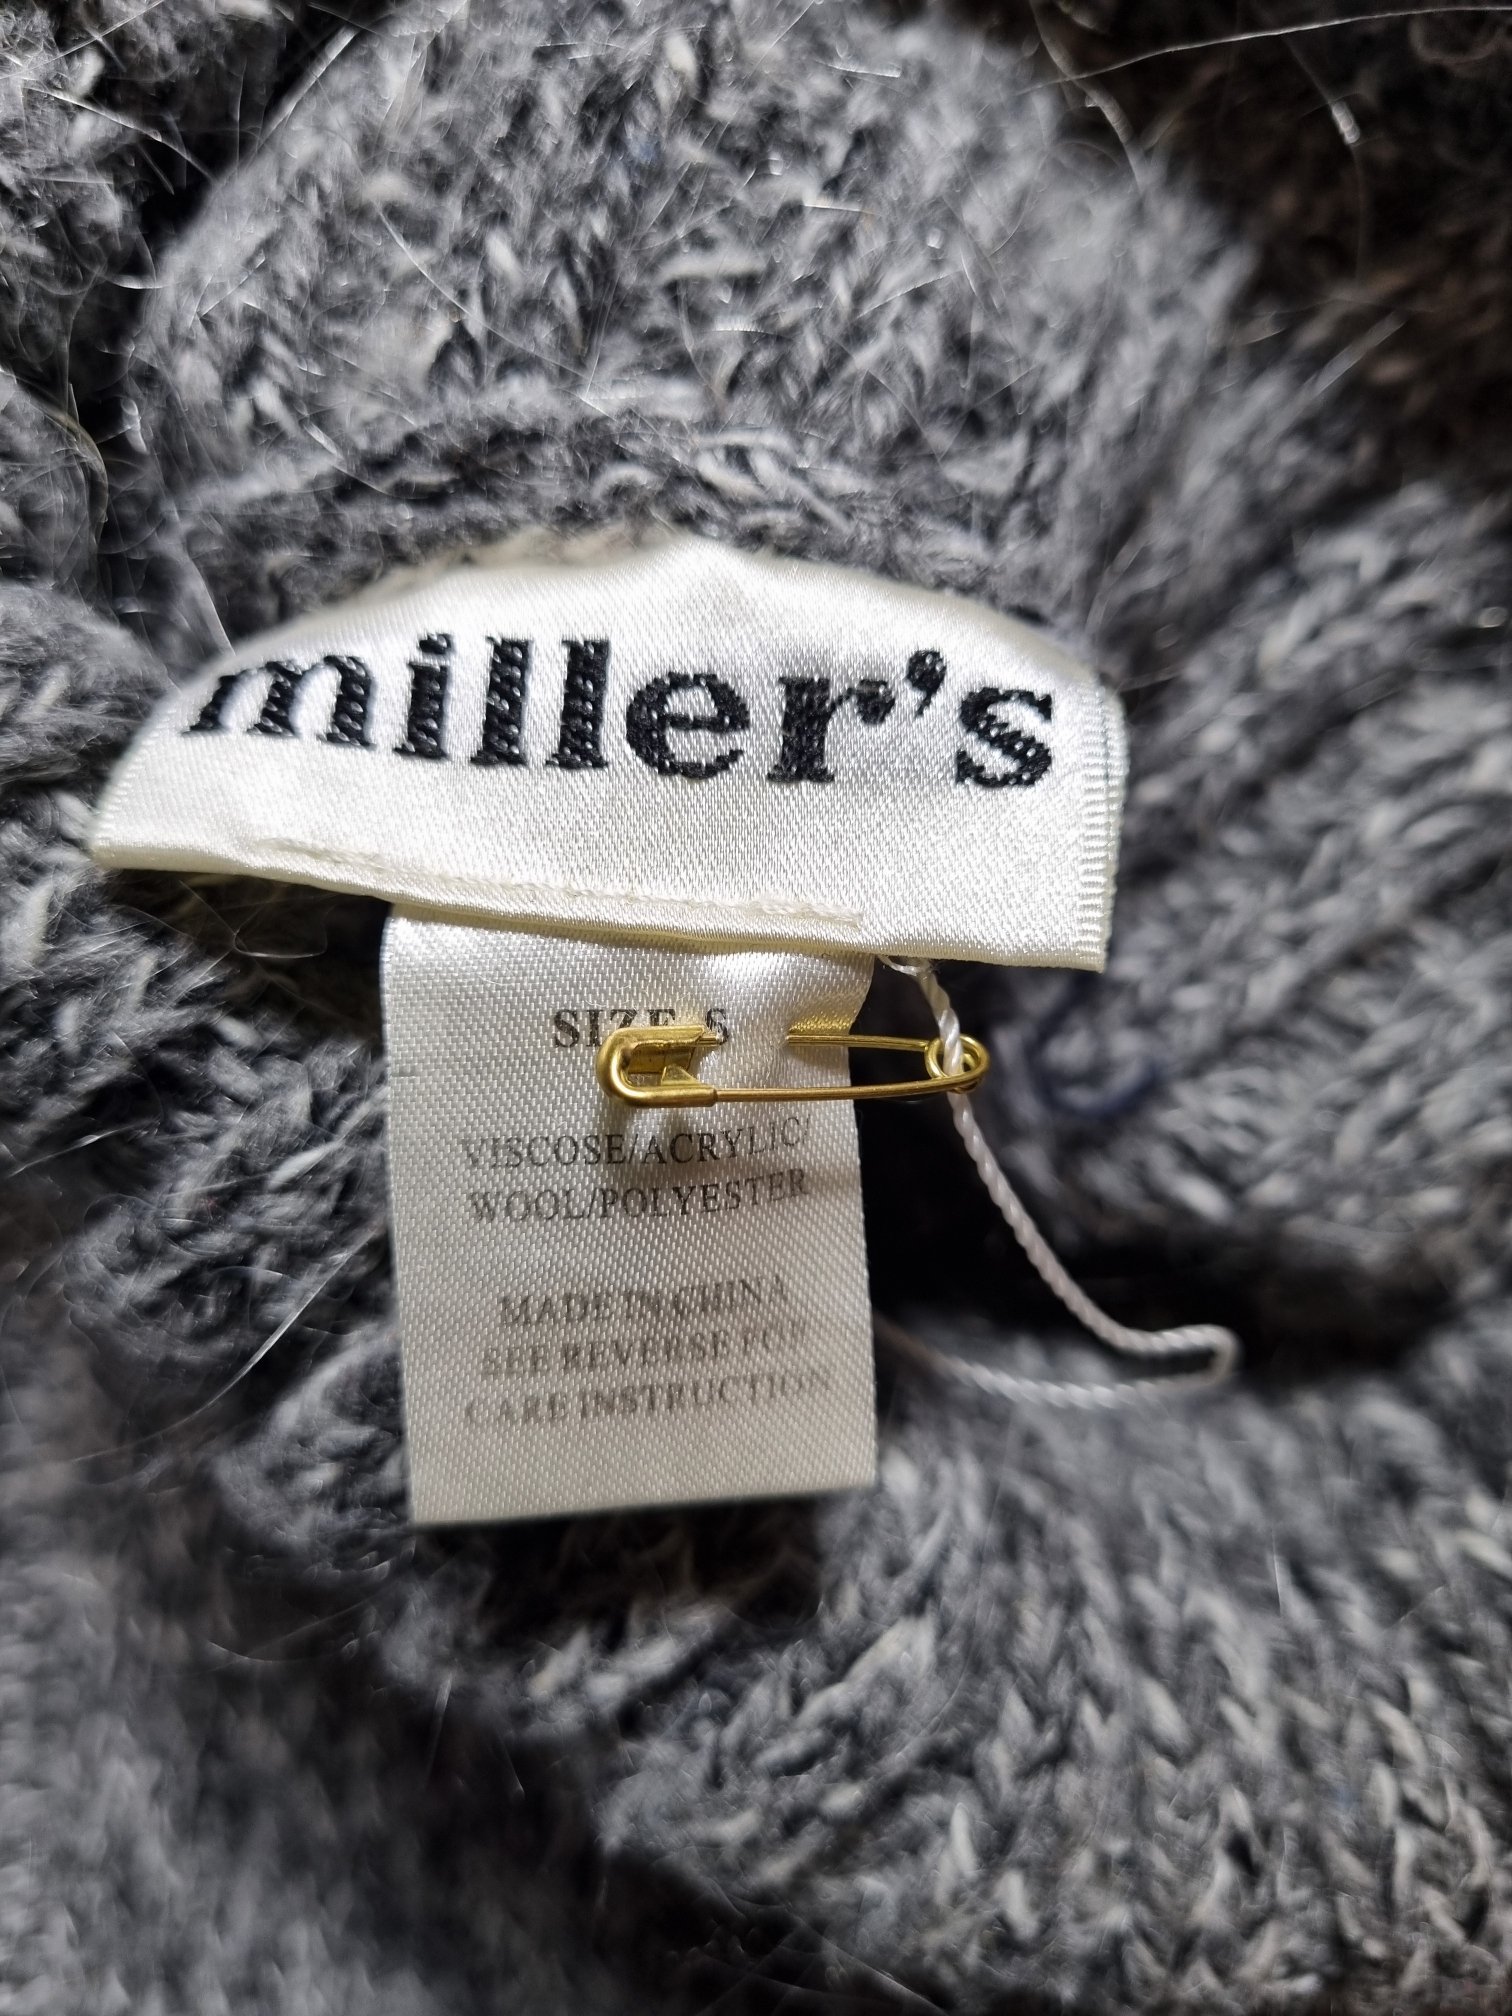 miller's
SIZE S
VISCOSE/ACRYLIC/
WOOL/POLYESTER
MADE IN CHINA
SEE REVERSE FOR
CARE INSTRUCTION